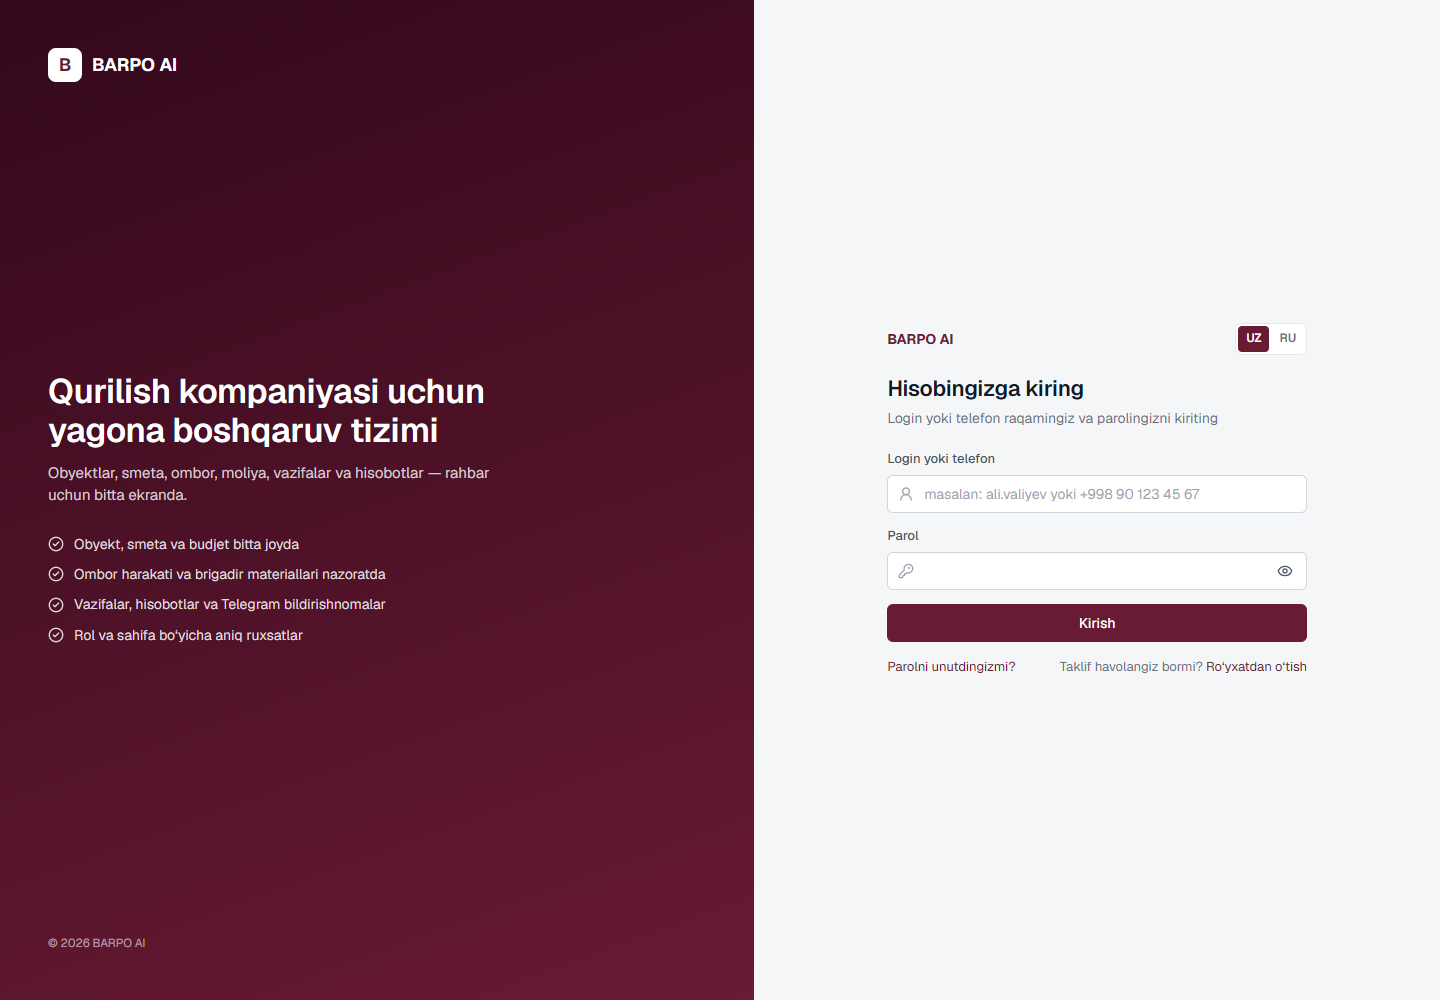 B BARPO AI
Qurilish kompaniyasi uchun
yagona boshqaruv tizimi
Obyektlar, smeta, ombor, moliya, vazifalar va hisobotlar — rahbar
uchun bitta ekranda.
Obyekt, smeta va budjet bitta joyda
Ombor harakati va brigadir materiallari nazoratda
Vazifalar, hisobotlar va Telegram bildirishnomalar
Rol va sahifa bo‘yicha aniq ruxsatlar
© 2026 BARPO AI
BARPO AI
UZ RU
Hisobingizga kiring
Login yoki telefon raqamingiz va parolingizni kiriting
Login yoki telefon
masalan: ali.valiyev yoki +998 90 123 45 67
Parol
Kirish
Parolni unutdingizmi?
Taklif havolangiz bormi? Ro‘yxatdan o‘tish